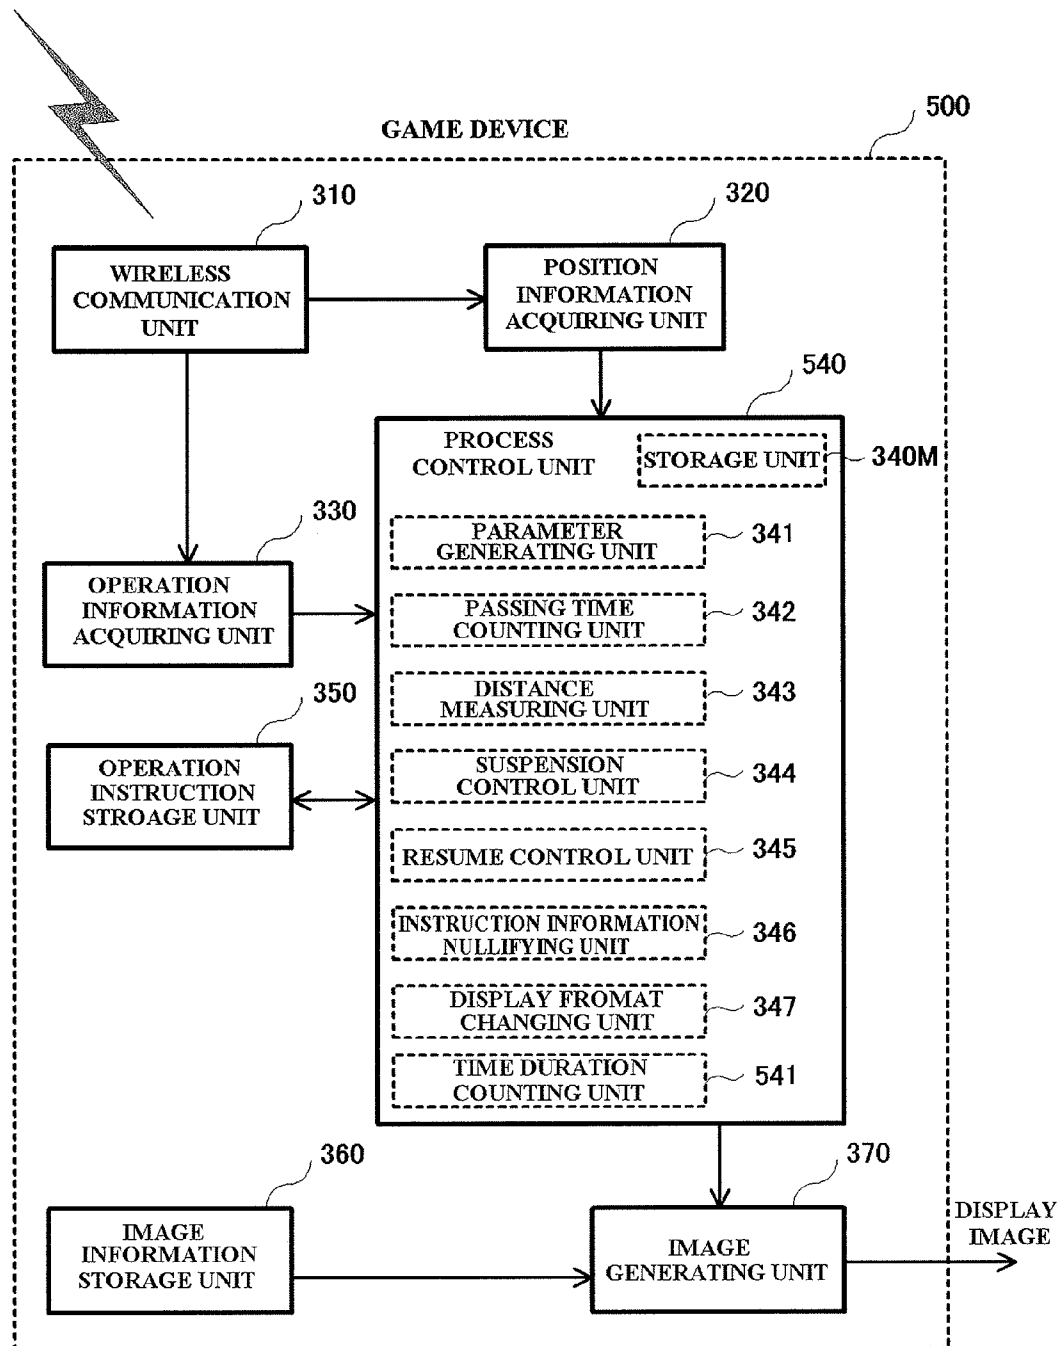 500
GAME DEVICE
310
320
WIRELESS
COMMUNICATION
UNIT
POSITION
INFORMATION
ACQUIRING UNIT
540
PROCESS
CONTROL UNIT
STORAGE UNIT
340M
330
PARAMETER
GENERATING UNIT
341
OPERATION
INFORMATION
ACQUIRING UNIT
PASSING TIME
COUNTING UNIT
342
350
DISTANCE
MEASURING UNIT
343
OPERATION
INSTRUCTION
STROAGE UNIT
SUSPENSION
CONTROL UNIT
344
RESUME CONTROL UNIT
345
INSTRUCTION INFORMATION
NULLIFYING UNIT
346
DISPLAY FROMAT
CHANGING UNIT
347
TIME DURATION
COUNTING UNIT
541
360
370
IMAGE
INFORMATION
STORAGE UNIT
IMAGE
GENERATING UNIT
DISPLAY
IMAGE